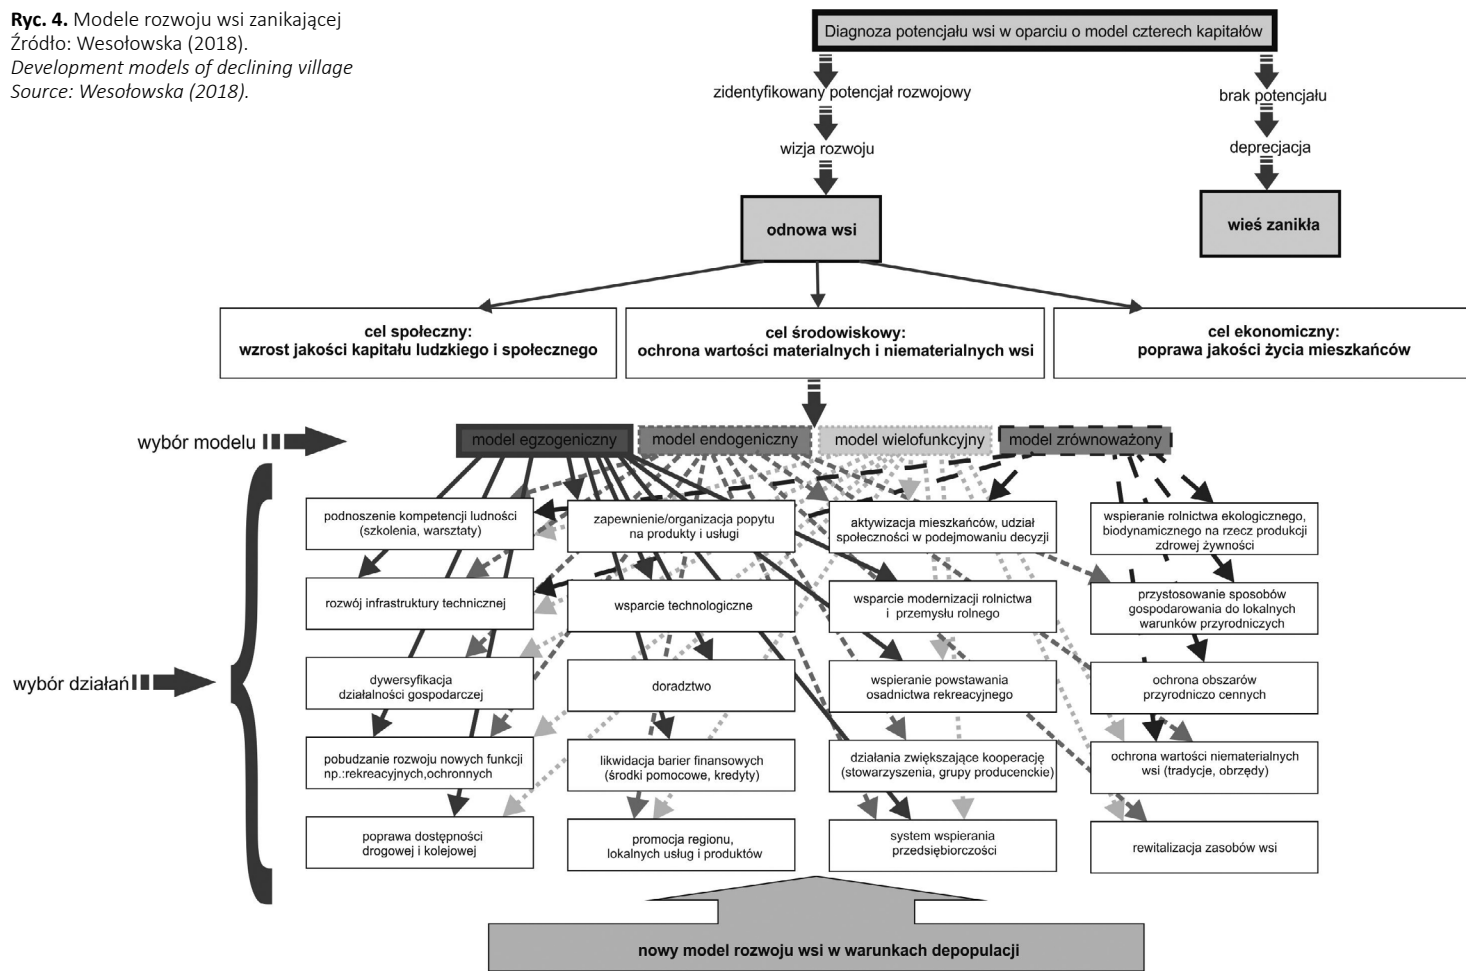 Ryc. 4. Modele rozwoju wsi zanikającej
Źródło: Wesołowska (2018).
Development models of declining village
Source: Wesołowska (2018).
Diagnoza potencjału wsi w oparciu o model czterech kapitałów
zidentyfikowany potencjał rozwojowy
brak potencjału
wizja rozwoju
deprecjacja
odnowa wsi
wieś zanikła
cel społeczny:
wzrost jakości kapitału ludzkiego i społecznego
cel środowiskowy:
ochrona wartości materialnych i niematerialnych wsi
cel ekonomiczny:
poprawa jakości życia mieszkańców
wybór modelu
model egzogeniczny
model endogeniczny
model wielofunkcyjny
model zrównoważony
wybór działań
podnoszenie kompetencji ludności
(szkolenia, warsztaty)
zapewnienie/organizacja popytu
na produkty i usługi
aktywizacja mieszkańców, udział
społeczności w podejmowaniu decyzji
wspieranie rolnictwa ekologicznego,
biodynamicznego na rzecz produkcji
zdrowej żywności
rozwój infrastruktury technicznej
wsparcie technologiczne
wsparcie modernizacji rolnictwa
i przemysłu rolnego
przystosowanie sposobów
gospodarowania do lokalnych
warunków przyrodniczych
dywersyfikacja
działalności gospodarczej
doradztwo
wspieranie powstawania
osadnictwa rekreacyjnego
ochrona obszarów
przyrodniczo cennych
pobudzanie rozwoju nowych funkcji
np.:rekreacyjnych,ochronnych
likwidacja barier finansowych
(środki pomocowe, kredyty)
działania zwiększające kooperację
(stowarzyszenia, grupy producenckie)
ochrona wartości niematerialnych
wsi (tradycje, obrzędy)
poprawa dostępności
drogowej i kolejowej
promocja regionu,
lokalnych usług i produktów
system wspierania
przedsiębiorczości
rewitalizacja zasobów wsi
nowy model rozwoju wsi w warunkach depopulacji